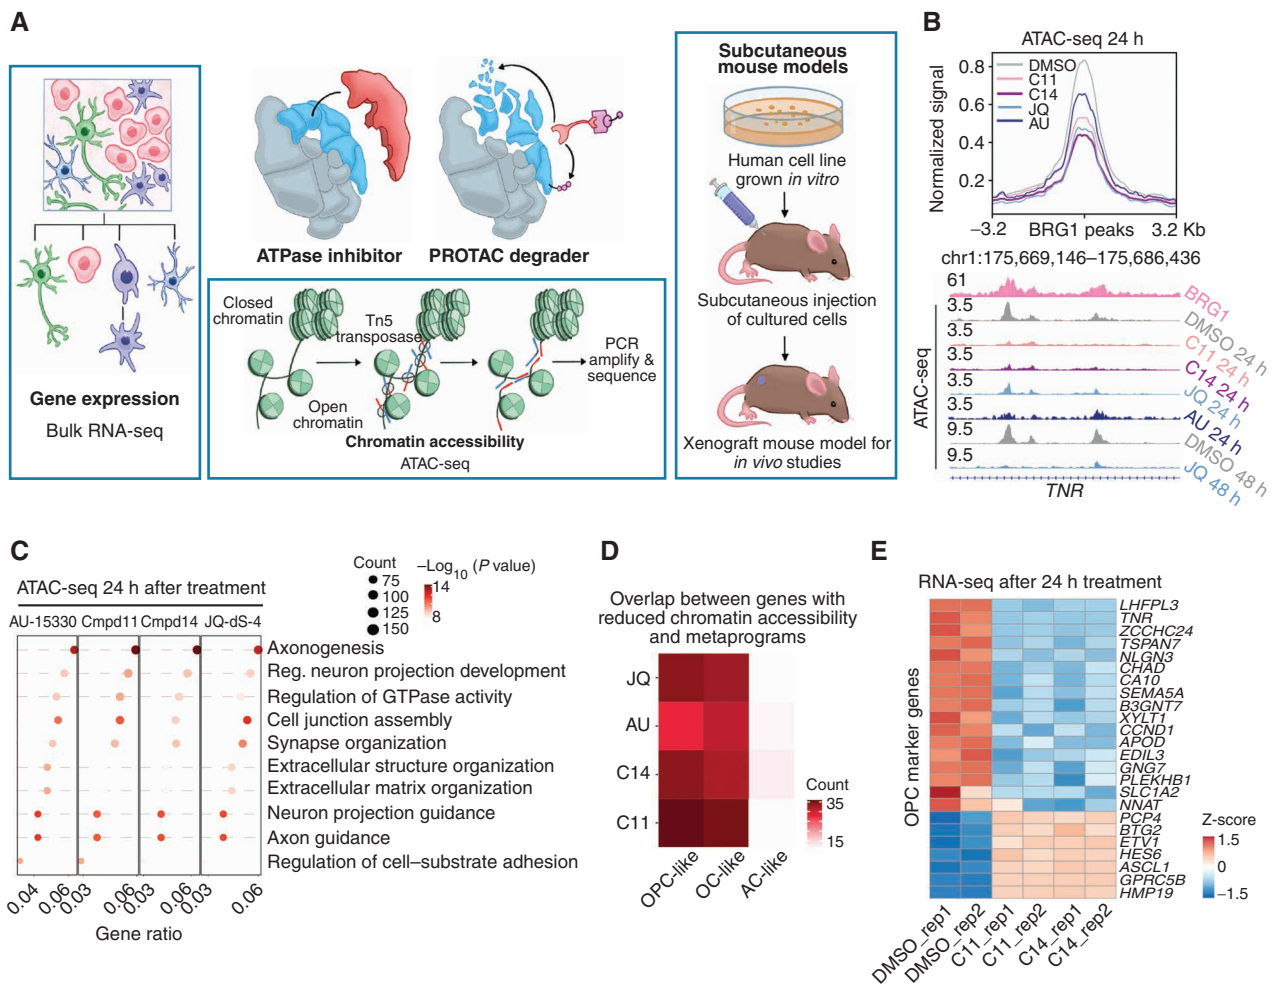 A
Gene expression
Bulk RNA-seq
ATPase inhibitor
PROTAC degrader
Closed
chromatin
Tn5
transposase
Open
chromatin
PCR
amplify &
sequence
Chromatin accessibility
ATAC-seq
Subcutaneous
mouse models
Human cell line
grown in vitro
Subcutaneous injection
of cultured cells
Xenograft mouse model for
in vivo studies
B
ATAC-seq 24 h
Normalized signal
0.8
0.6
0.4
0.2
DMSO
C11
C14
JQ
AU
−3.2
BRG1 peaks
3.2 Kb
chr1:175,669,146–175,686,436
ATAC-seq
61
BRG1
3.5
DMSO 24 h
3.5
C11 24 h
3.5
C14 24 h
3.5
JQ 24 h
3.5
AU 24 h
9.5
DMSO 48 h
9.5
JQ 48 h
TNR
C
ATAC-seq 24 h after treatment
Count
75
100
125
150
−Log10 (P value)
14
8
AU-15330
Cmpd11
Cmpd14
JQ-dS-4
Axonogenesis
Reg. neuron projection development
Regulation of GTPase activity
Cell junction assembly
Synapse organization
Extracellular structure organization
Extracellular matrix organization
Neuron projection guidance
Axon guidance
Regulation of cell–substrate adhesion
0.04
0.06
0.03
0.06
0.03
0.06
0.03
0.06
Gene ratio
D
Overlap between genes with
reduced chromatin accessibility
and metaprograms
JQ
AU
C14
C11
OPC-like
OC-like
AC-like
Count
35
15
E
RNA-seq after 24 h treatment
OPC marker genes
LHFPL3
TNR
ZCCHC24
TSPAN7
NLGN3
CHAD
CA10
SEMA5A
B3GNT7
XYLT1
CCND1
APOD
EDIL3
GNG7
PLEKHB1
SLC1A2
NNAT
PCP4
BTG2
ETV1
HES6
ASCL1
GPRC5B
HMP19
DMSO_rep1
DMSO_rep2
C11_rep1
C11_rep2
C14_rep1
C14_rep2
Z-score
1.5
0
−1.5